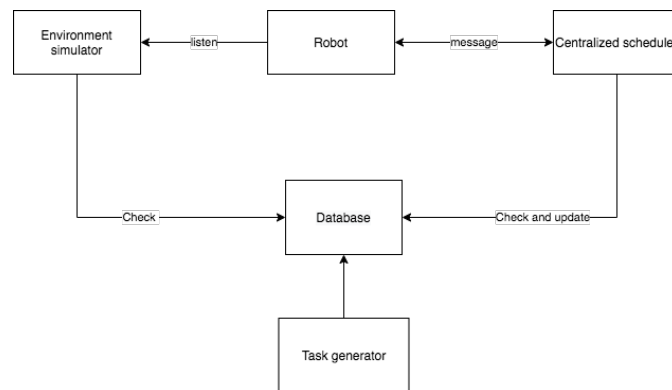 Environment
simulator
listen
Robot
message
Centralized schedule
Check
Database
Check and update
Task generator